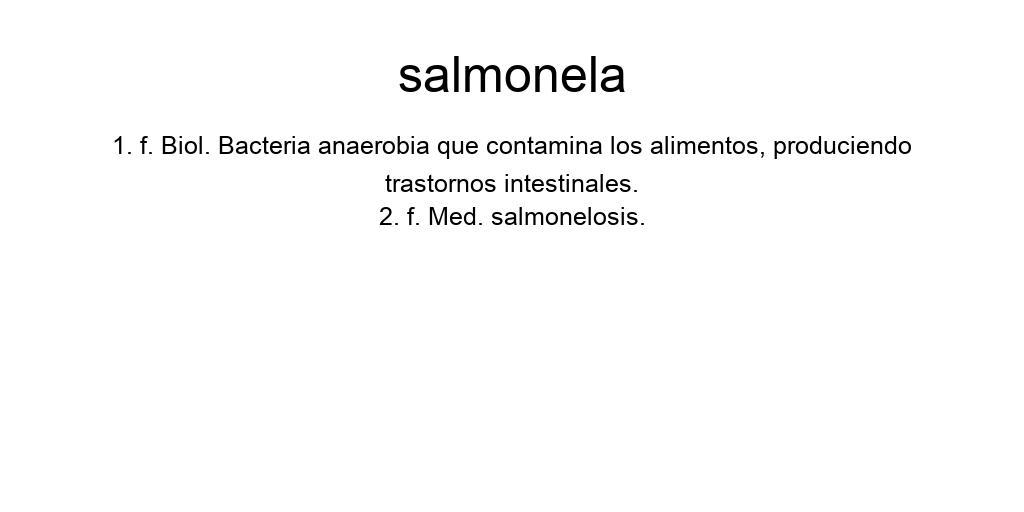 salmonela
1. f. Biol. Bacteria anaerobia que contamina los alimentos, produciendo
trastornos intestinales.
2. f. Med. salmonelosis.